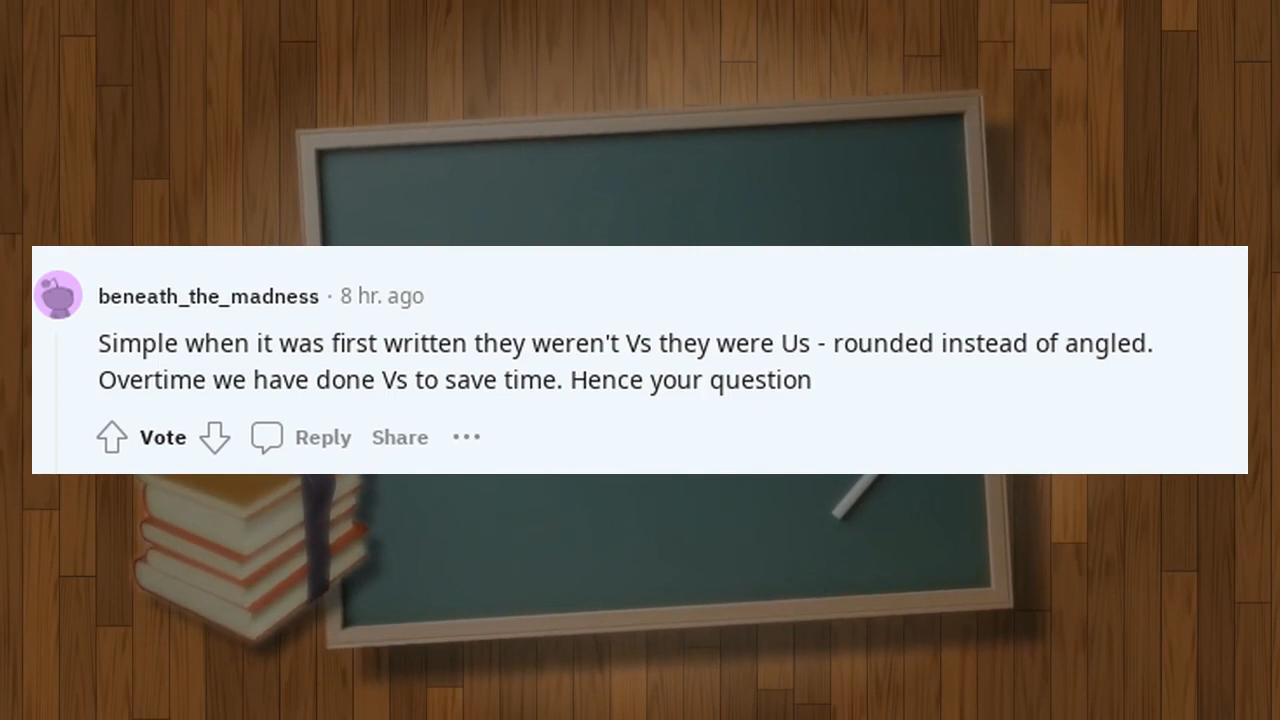 beneath_the_madness · 8 hr. ago
Simple when it was first written they weren't Vs they were Us - rounded instead of angled.
Overtime we have done Vs to save time. Hence your question
Vote Reply Share